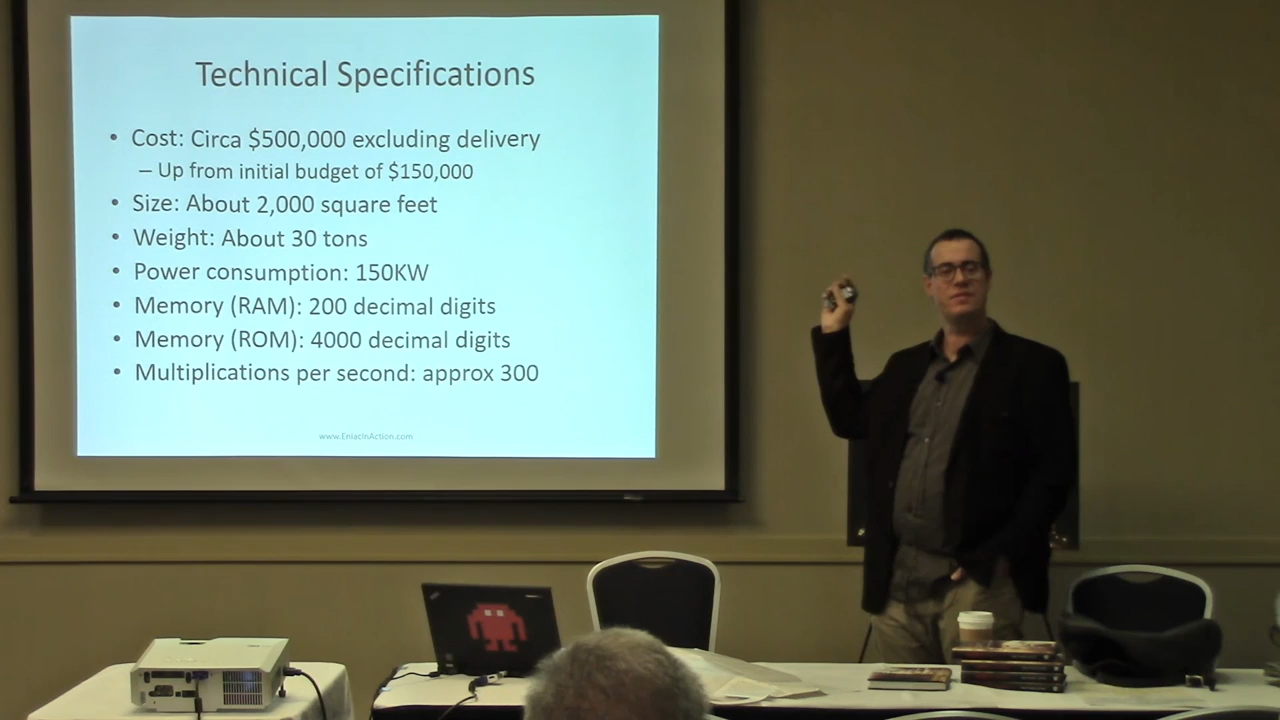 Technical Specifications
• Cost: Circa $500,000 excluding delivery
– Up from initial budget of $150,000
• Size: About 2,000 square feet
• Weight: About 30 tons
• Power consumption: 150KW
• Memory (RAM): 200 decimal digits
• Memory (ROM): 4000 decimal digits
• Multiplications per second: approx 300
www.EniacInAction.com